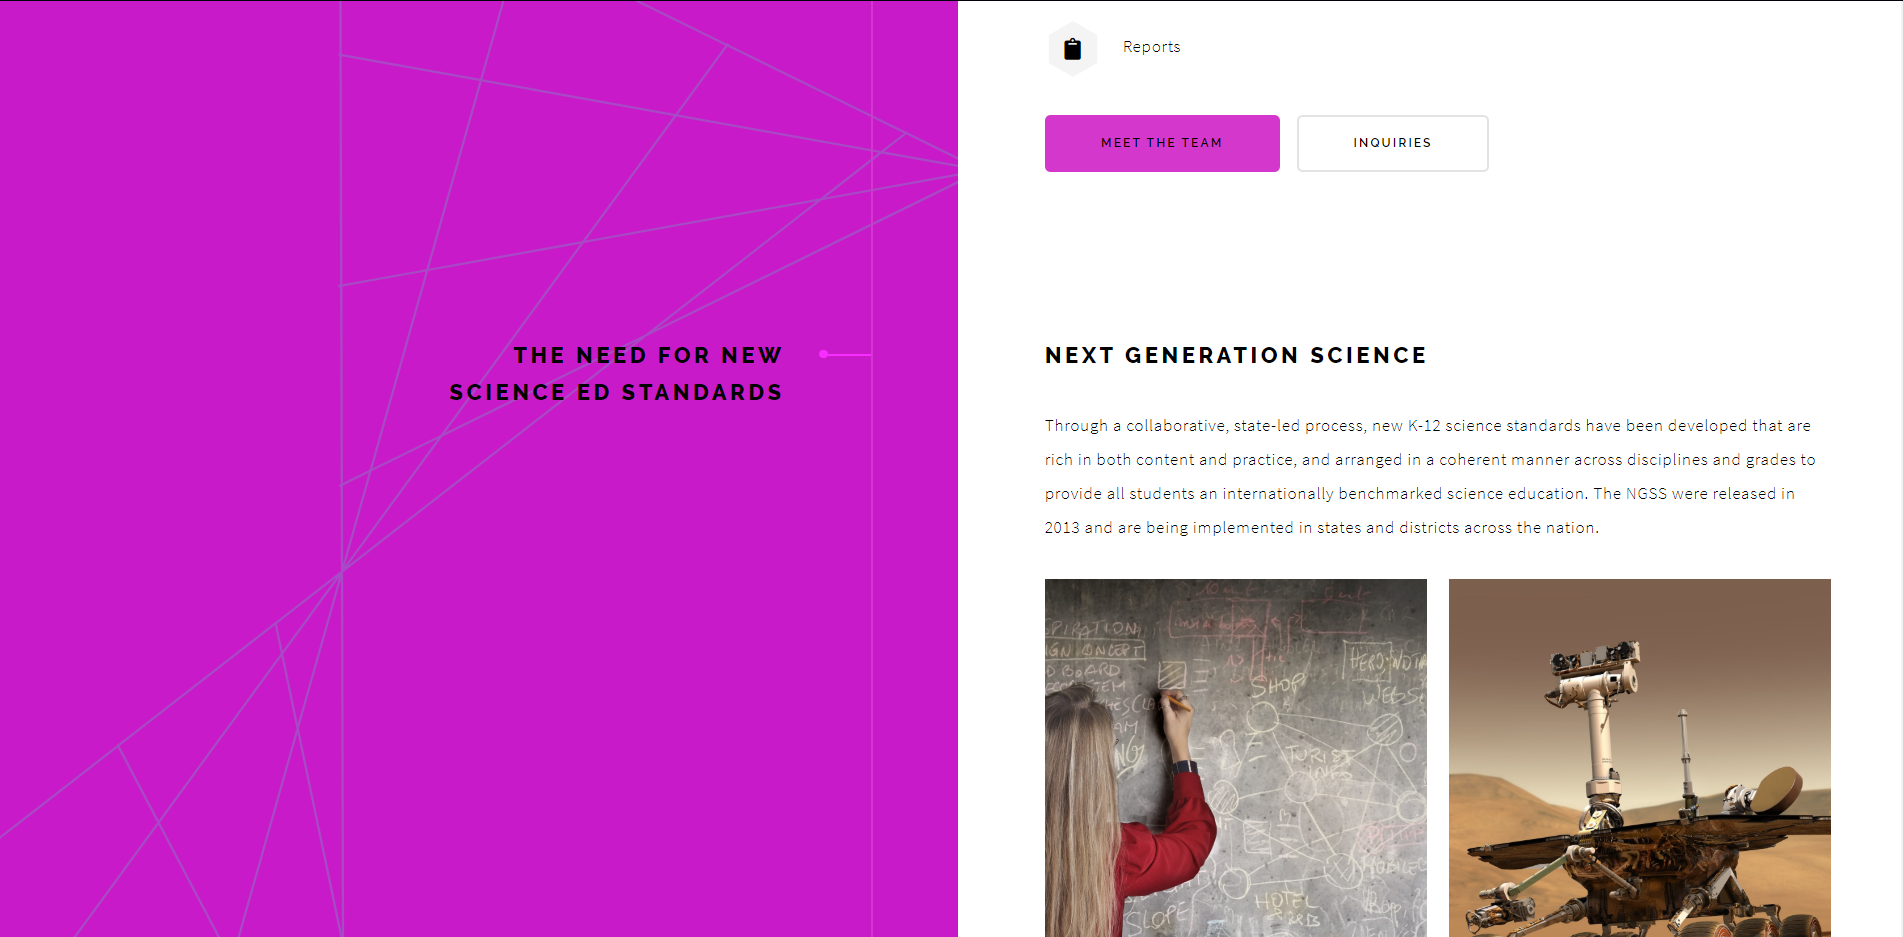 Reports
MEET THE TEAM
INQUIRIES
THE NEED FOR NEW
SCIENCE ED STANDARDS
NEXT GENERATION SCIENCE
Through a collaborative, state-led process, new K-12 science standards have been developed that are
rich in both content and practice, and arranged in a coherent manner across disciplines and grades to
provide all students an internationally benchmarked science education. The NGSS were released in
2013 and are being implemented in states and districts across the nation.
SHOP
HOTEL
SLOPE